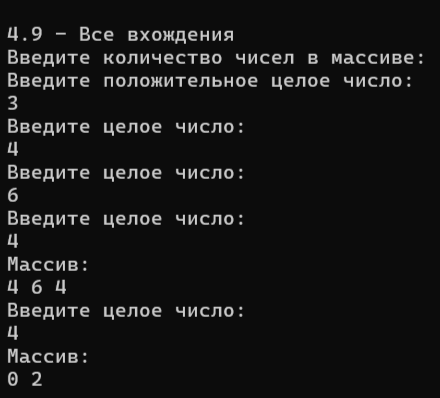 4.9 – Все вхождения
Введите количество чисел в массиве:
Введите положительное целое число:
3
Введите целое число:
4
Введите целое число:
6
Введите целое число:
4
Массив:
4 6 4
Введите целое число:
4
Массив:
0 2